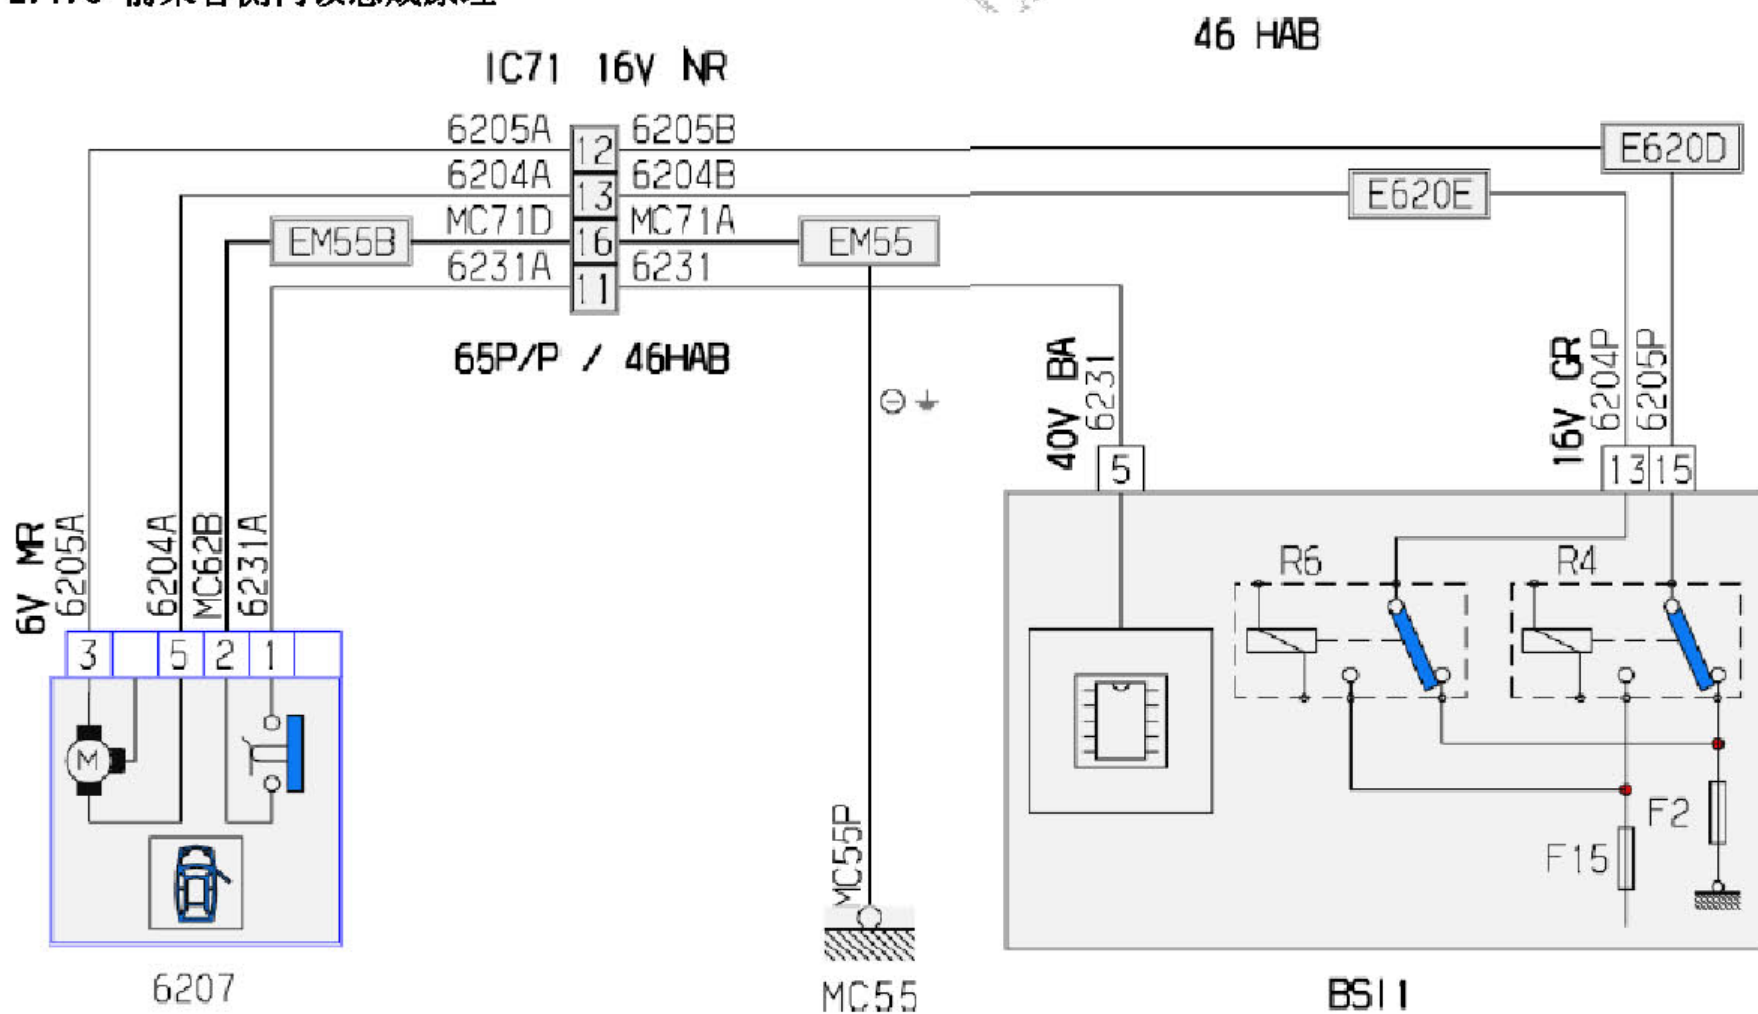 46 HAB
IC71 16V NR
6205A 12 6205B
E620D
6204A 13 6204B
E620E
MC71D 16 MC71A
EM55B
EM55
6231A 11 6231
65P/P / 46HAB
40V BA
6231
16V GR
6204P
6205P
5
13 15
6V MR
6205A
6204A
MC62B
6231A
3 5 2 1
R6
R4
M
F2
F15
MC55P
6207
MC55
BSI1